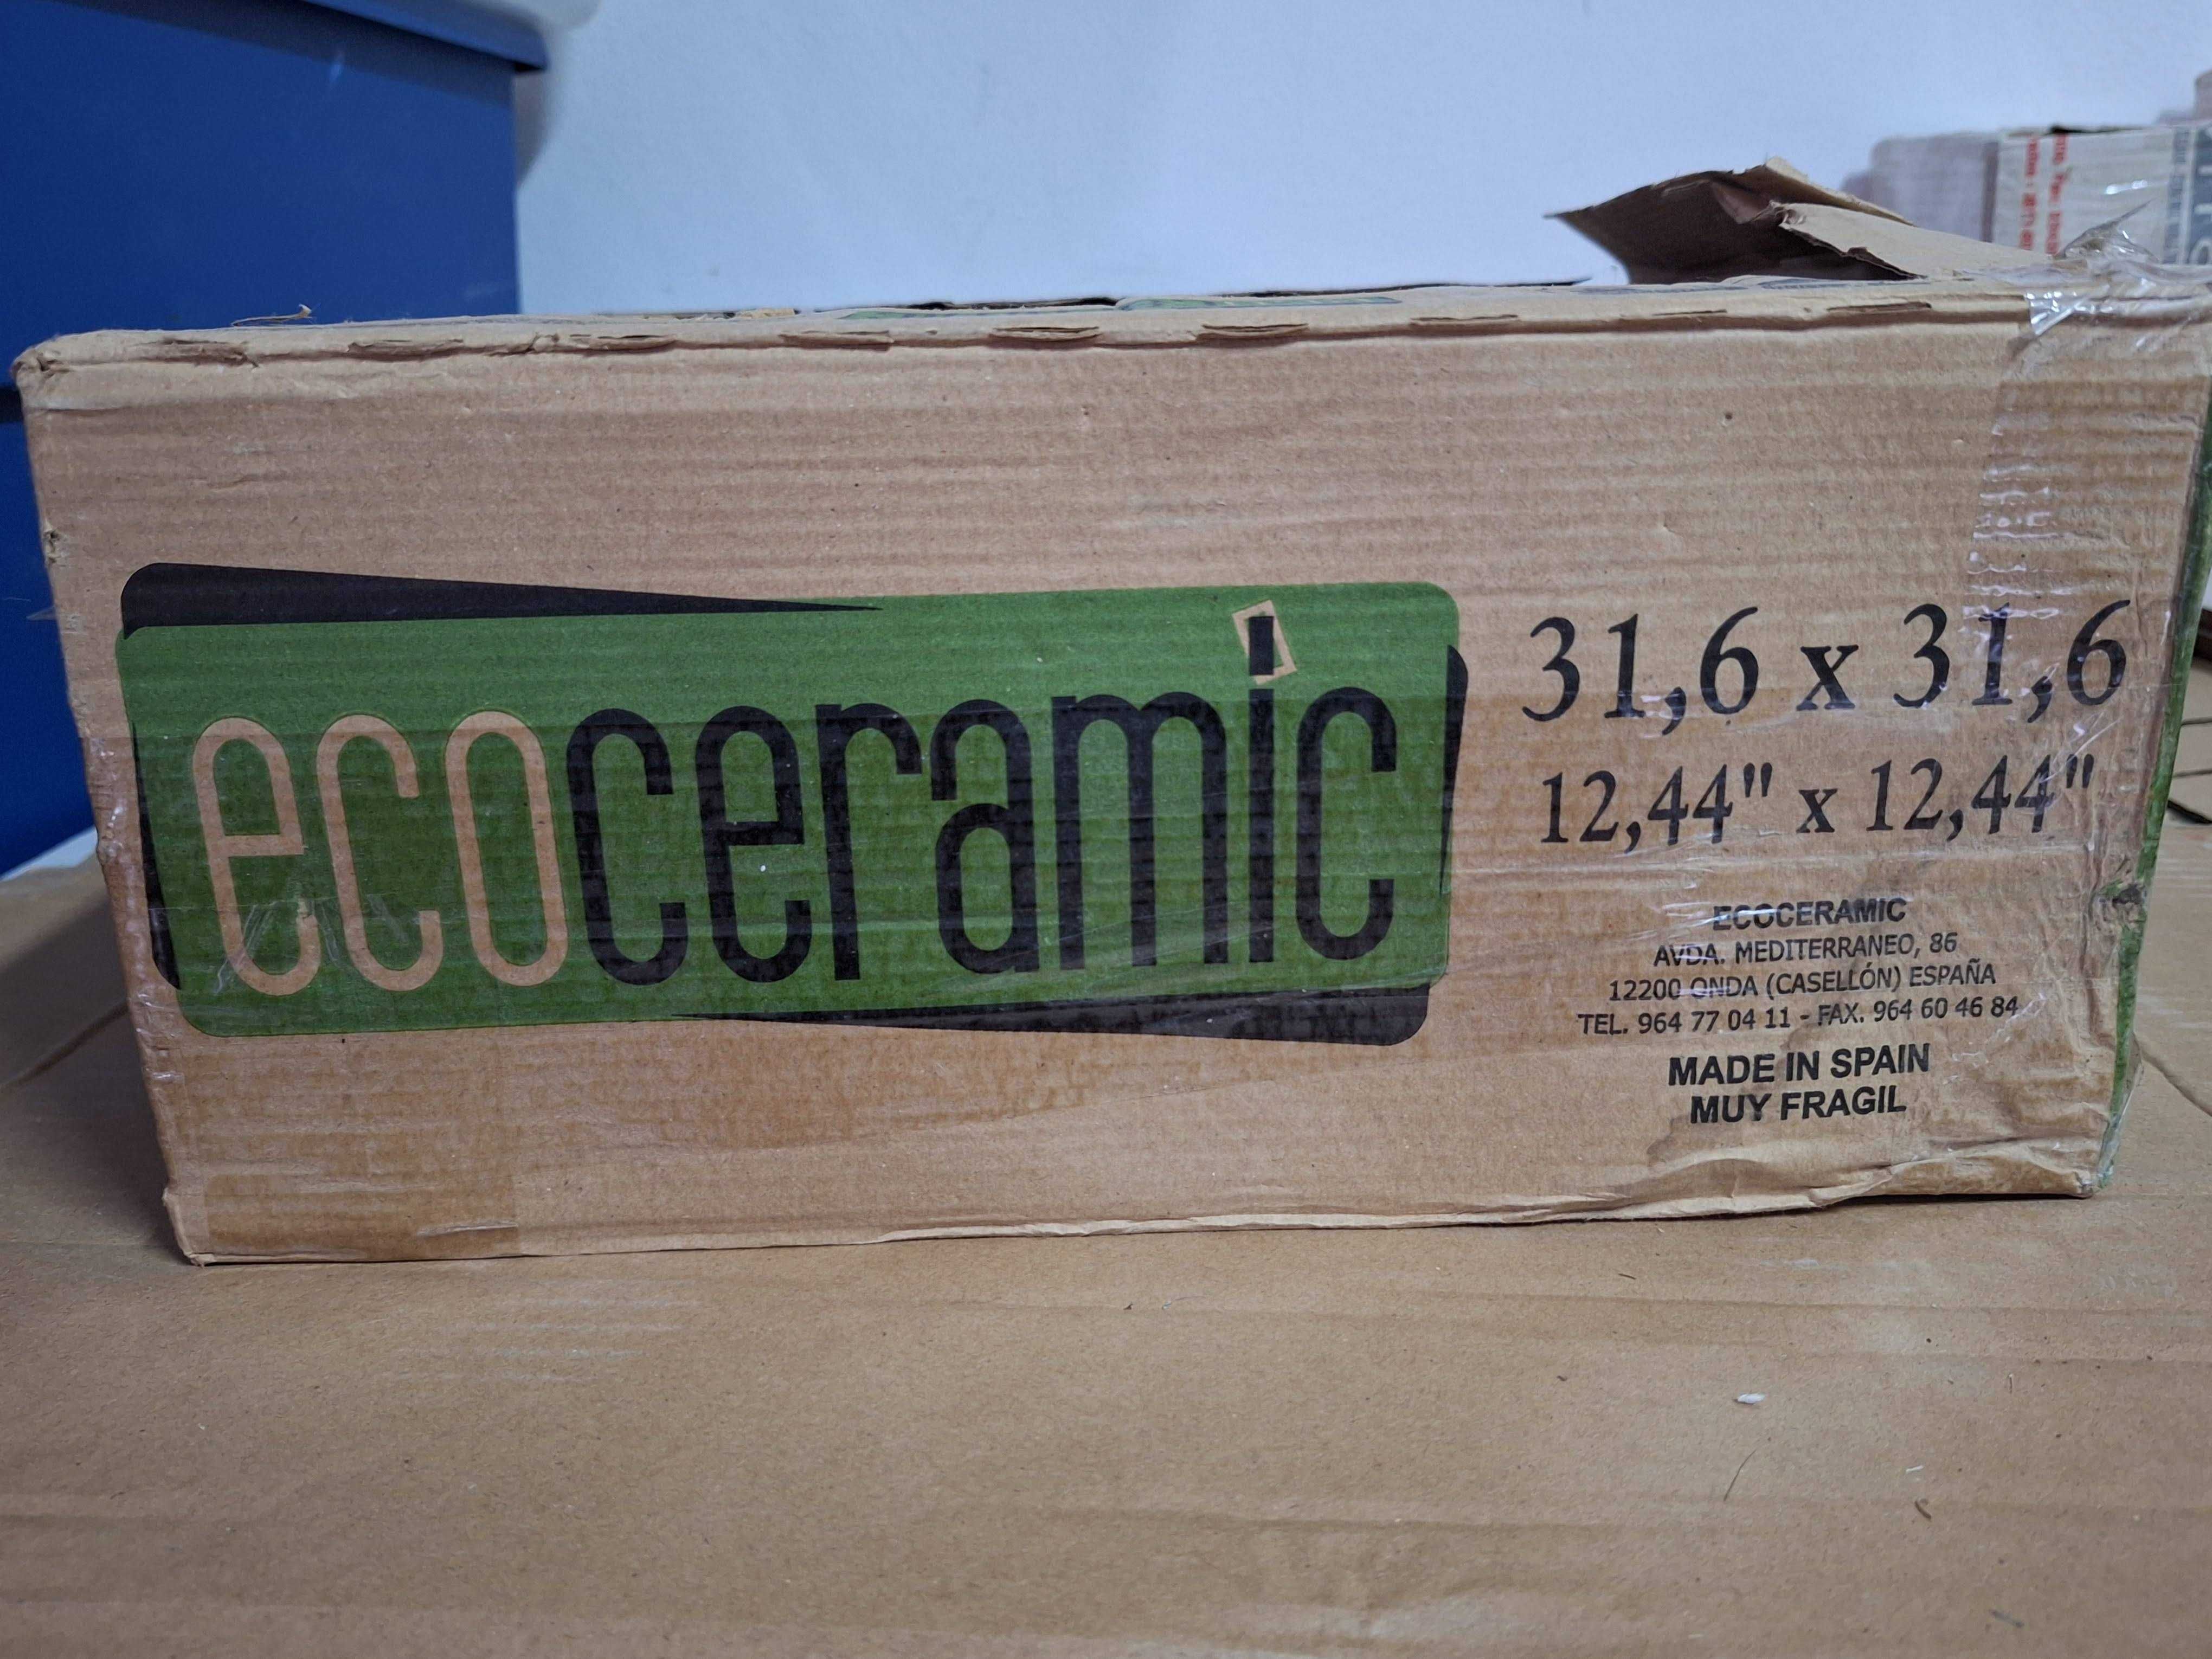 ecoceramic
31,6 x 31,6
12,44" x 12,44"
ECOCERAMIC
AVDA. MEDITERRANEO, 86
12200 ONDA (CASELLÓN) ESPAÑA
TEL. 964 77 04 11 - FAX. 964 60 46 84
MADE IN SPAIN
MUY FRAGIL